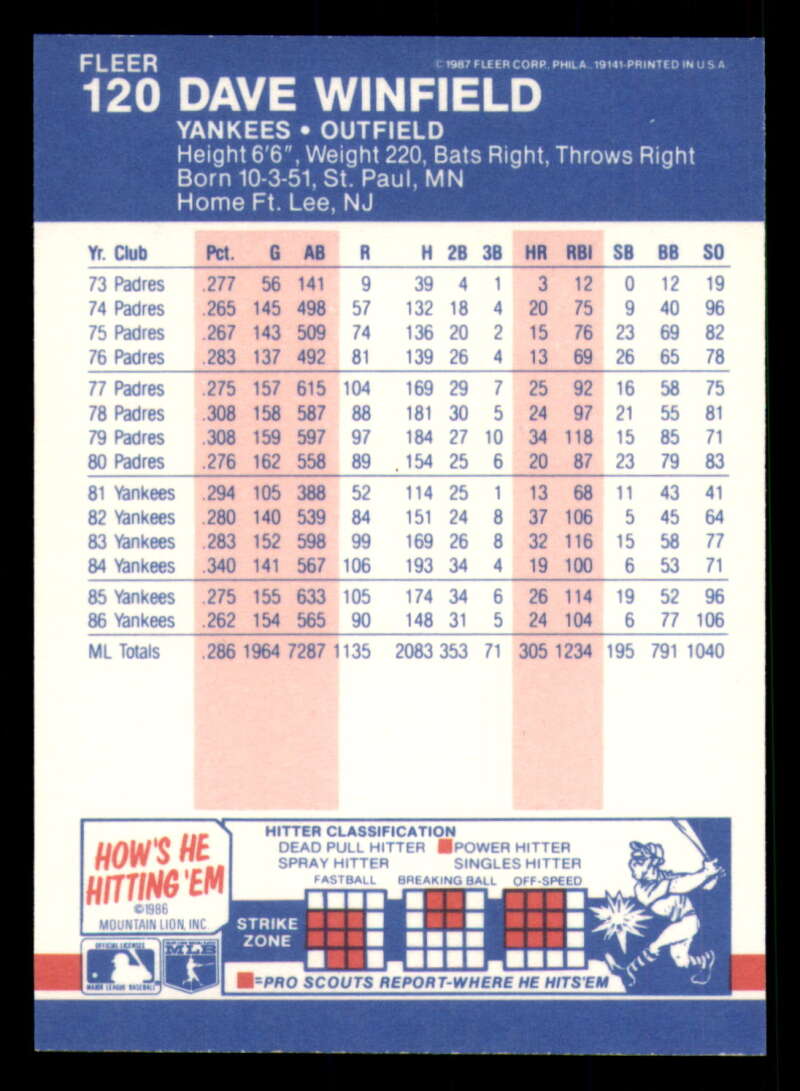 FLEER
© 1987 FLEER CORP., PHILA., 19141-PRINTED IN U.S.A.
120 DAVE WINFIELD
YANKEES • OUTFIELD
Height 6'6", Weight 220, Bats Right, Throws Right
Born 10-3-51, St. Paul, MN
Home Ft. Lee, NJ
Yr. Club Pct. G AB R H 2B 3B HR RBI SB BB SO
73 Padres .277 56 141 9 39 4 1 3 12 0 12 19
74 Padres .265 145 498 57 132 18 4 20 75 9 40 96
75 Padres .267 143 509 74 136 20 2 15 76 23 69 82
76 Padres .283 137 492 81 139 26 4 13 69 26 65 78
77 Padres .275 157 615 104 169 29 7 25 92 16 58 75
78 Padres .308 158 587 88 181 30 5 24 97 21 55 81
79 Padres .308 159 597 97 184 27 10 34 118 15 85 71
80 Padres .276 162 558 89 154 25 6 20 87 23 79 83
81 Yankees .294 105 388 52 114 25 1 13 68 11 43 41
82 Yankees .280 140 539 84 151 24 8 37 106 5 45 64
83 Yankees .283 152 598 99 169 26 8 32 116 15 58 77
84 Yankees .340 141 567 106 193 34 4 19 100 6 53 71
85 Yankees .275 155 633 105 174 34 6 26 114 19 52 96
86 Yankees .262 154 565 90 148 31 5 24 104 6 77 106
ML Totals .286 1964 7287 1135 2083 353 71 305 1234 195 791 1040
HOW'S HE
HITTING 'EM
©1986
MOUNTAIN LION, INC.
HITTER CLASSIFICATION
DEAD PULL HITTER POWER HITTER
SPRAY HITTER SINGLES HITTER
FASTBALL BREAKING BALL OFF-SPEED
STRIKE
ZONE
=PRO SCOUTS REPORT-WHERE HE HITS'EM
OFFICIAL LICENSEE
MAJOR LEAGUE BASEBALL
MLB